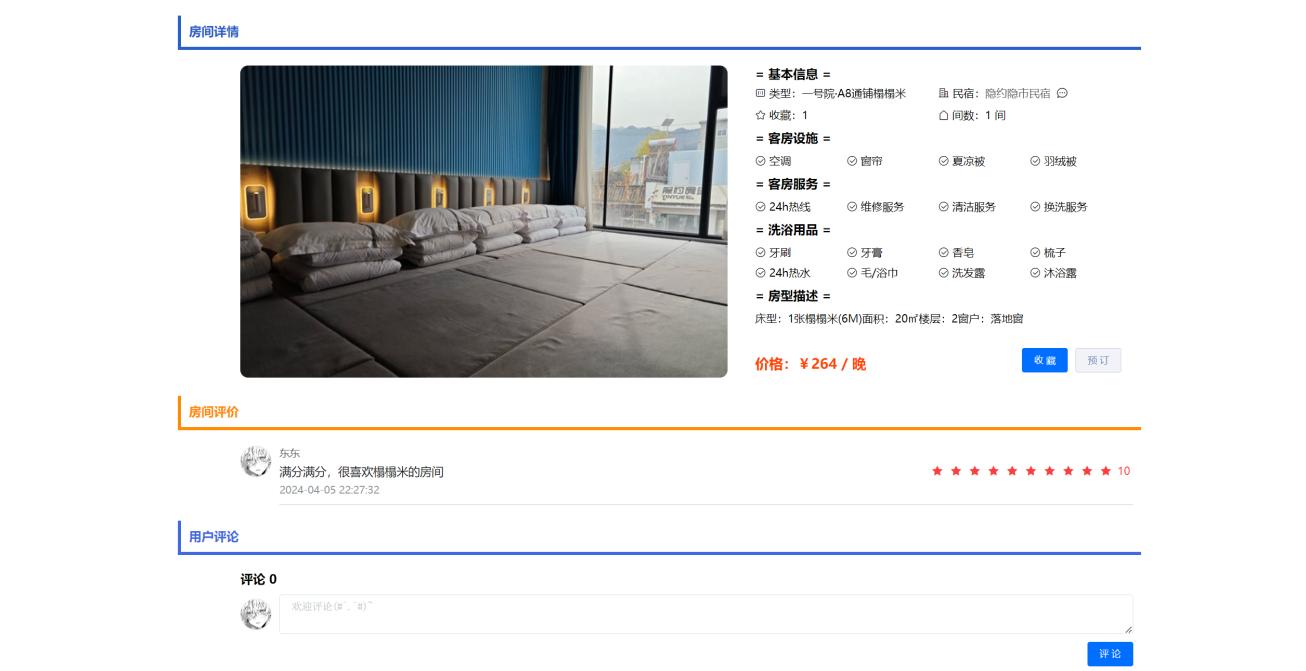 房间详情
= 基本信息 =
类型：一号院·A8通铺榻榻米
民宿：隐约隐市民宿
收藏：1
间数：1 间
= 客房设施 =
空调
窗帘
夏凉被
羽绒被
= 客房服务 =
24h热线
维修服务
清洁服务
换洗服务
= 洗浴用品 =
牙刷
牙膏
香皂
梳子
24h热水
毛/浴巾
洗发露
沐浴露
= 房型描述 =
床型：1张榻榻米(6M)面积：20㎡楼层：2窗户：落地窗
价格：￥264 / 晚
收 藏
预 订
房间评价
东东
满分满分，很喜欢榻榻米的房间
2024-04-05 22:27:32
10
用户评论
评论 0
欢迎评论(#´.´#)~
评 论